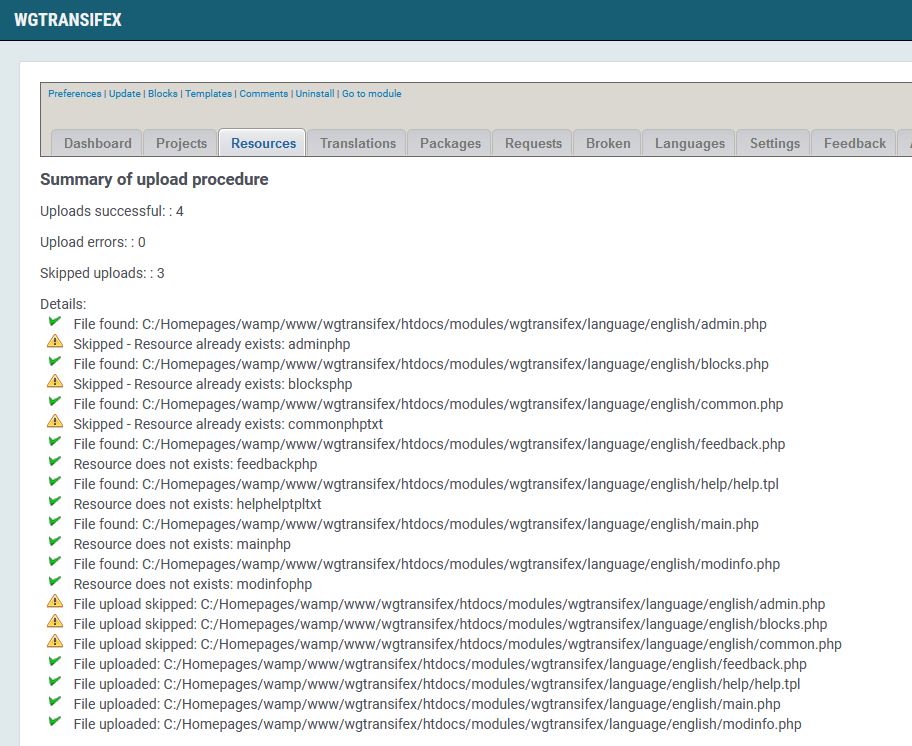 WGTRANSIFEX
Preferences | Update | Blocks | Templates | Comments | Uninstall | Go to module
Dashboard Projects Resources Translations Packages Requests Broken Languages Settings Feedback
Summary of upload procedure
Uploads successful: : 4
Upload errors: : 0
Skipped uploads: : 3
Details:
File found: C:/Homepages/wamp/www/wgtransifex/htdocs/modules/wgtransifex/language/english/admin.php
Skipped - Resource already exists: adminphp
File found: C:/Homepages/wamp/www/wgtransifex/htdocs/modules/wgtransifex/language/english/blocks.php
Skipped - Resource already exists: blocksphp
File found: C:/Homepages/wamp/www/wgtransifex/htdocs/modules/wgtransifex/language/english/common.php
Skipped - Resource already exists: commonphptxt
File found: C:/Homepages/wamp/www/wgtransifex/htdocs/modules/wgtransifex/language/english/feedback.php
Resource does not exists: feedbackphp
File found: C:/Homepages/wamp/www/wgtransifex/htdocs/modules/wgtransifex/language/english/help/help.tpl
Resource does not exists: helphelptpltxt
File found: C:/Homepages/wamp/www/wgtransifex/htdocs/modules/wgtransifex/language/english/main.php
Resource does not exists: mainphp
File found: C:/Homepages/wamp/www/wgtransifex/htdocs/modules/wgtransifex/language/english/modinfo.php
Resource does not exists: modinfophp
File upload skipped: C:/Homepages/wamp/www/wgtransifex/htdocs/modules/wgtransifex/language/english/admin.php
File upload skipped: C:/Homepages/wamp/www/wgtransifex/htdocs/modules/wgtransifex/language/english/blocks.php
File upload skipped: C:/Homepages/wamp/www/wgtransifex/htdocs/modules/wgtransifex/language/english/common.php
File uploaded: C:/Homepages/wamp/www/wgtransifex/htdocs/modules/wgtransifex/language/english/feedback.php
File uploaded: C:/Homepages/wamp/www/wgtransifex/htdocs/modules/wgtransifex/language/english/help/help.tpl
File uploaded: C:/Homepages/wamp/www/wgtransifex/htdocs/modules/wgtransifex/language/english/main.php
File uploaded: C:/Homepages/wamp/www/wgtransifex/htdocs/modules/wgtransifex/language/english/modinfo.php